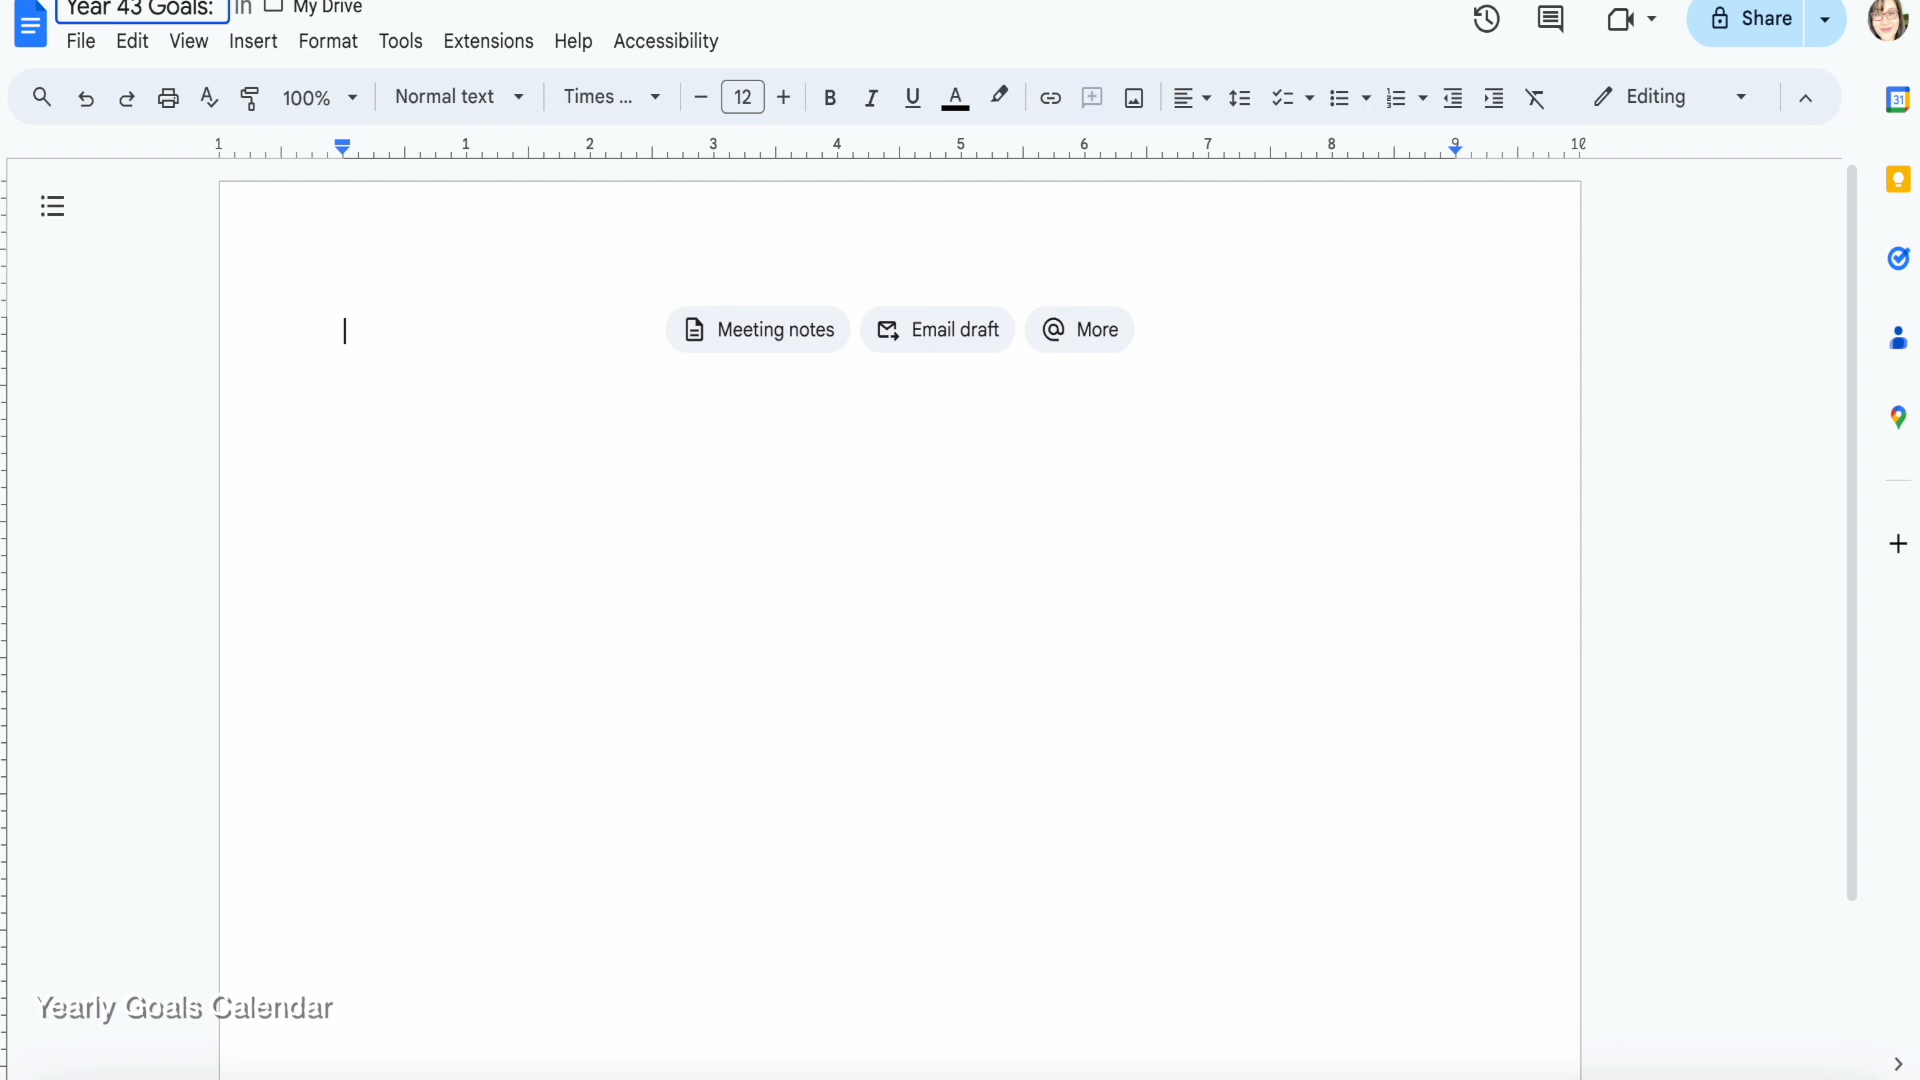 Year 43 Goals: in My Drive
File Edit View Insert Format Tools Extensions Help Accessibility
Share
100% Normal text Times ... 12 B I U A Editing
1 1 2 3 4 5 6 7 8 9 10
31
Meeting notes Email draft More
Yearly Goals Calendar